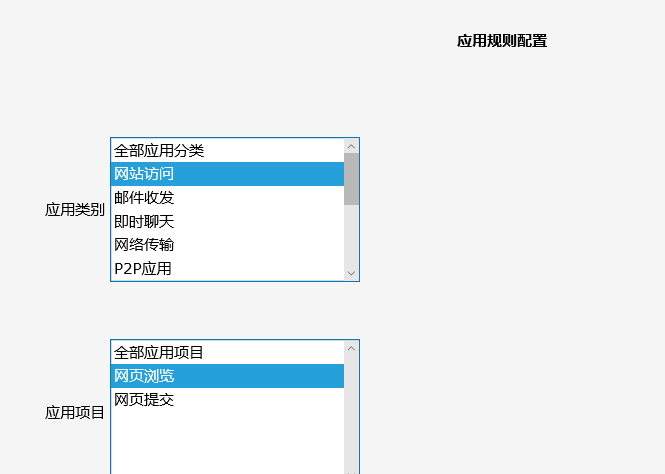 应用规则配置
全部应用分类
网站访问
邮件收发
应用类别
即时聊天
网络传输
P2P应用
全部应用项目
网页浏览
网页提交
应用项目